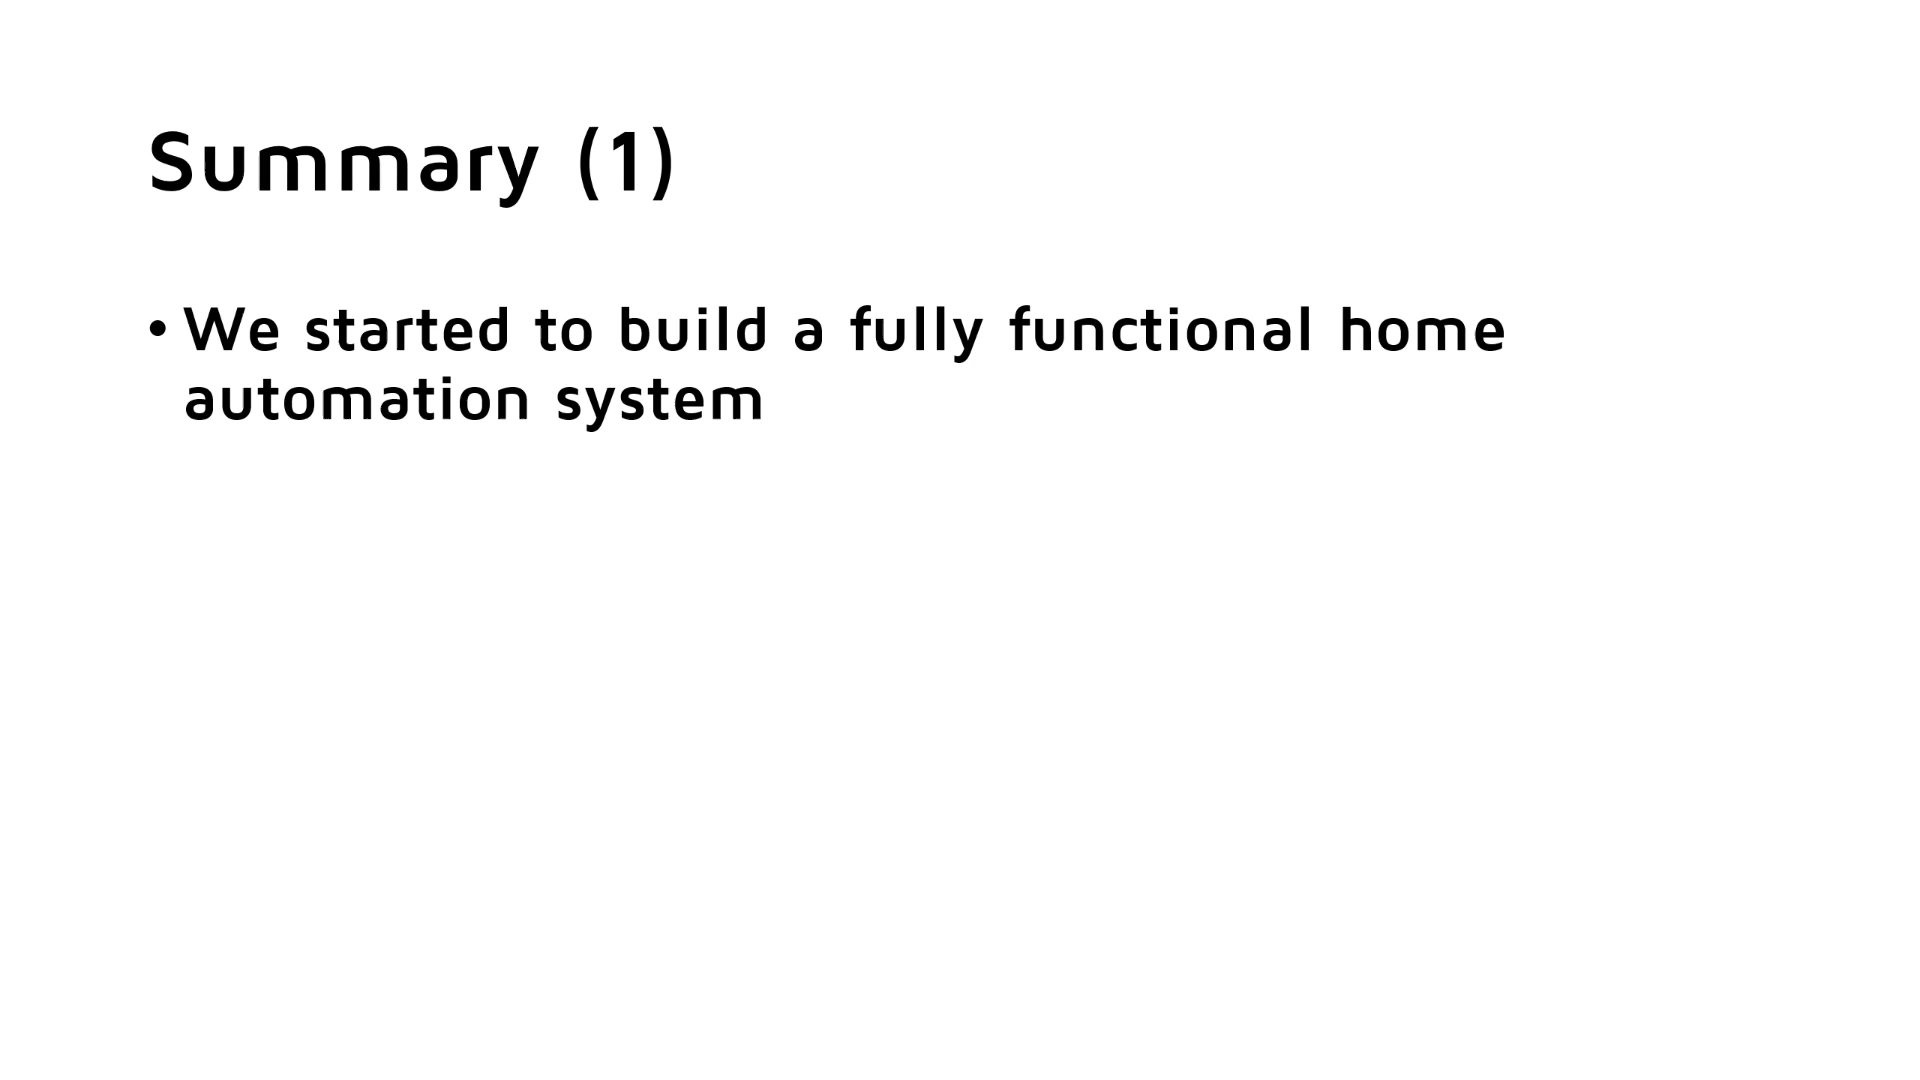 Summary (1)
• We started to build a fully functional home
automation system